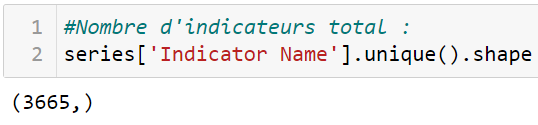 1 #Nombre d'indicateurs total :
2 series['Indicator Name'].unique().shape
(3665,)